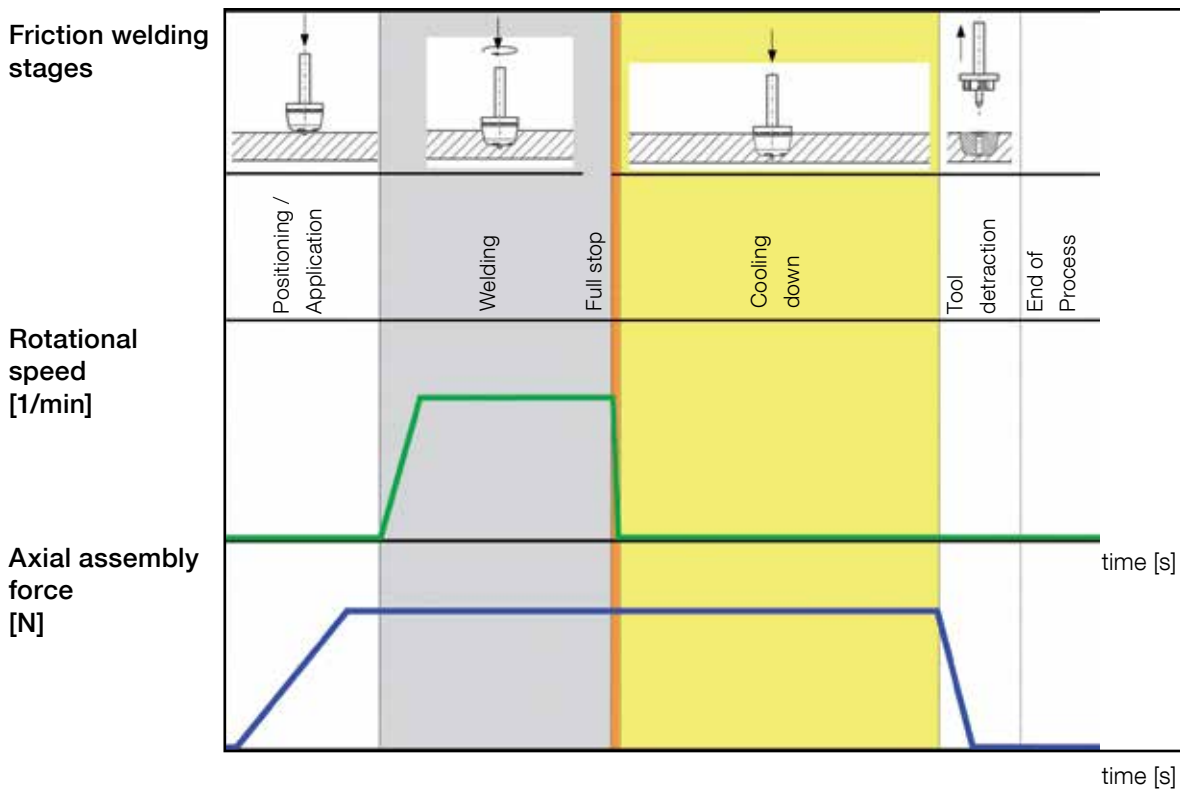 Friction welding
stages
Positioning /
Application
Welding
Full stop
Cooling
down
Tool
detraction
End of
Process
Rotational
speed
[1/min]
time [s]
Axial assembly
force
[N]
time [s]